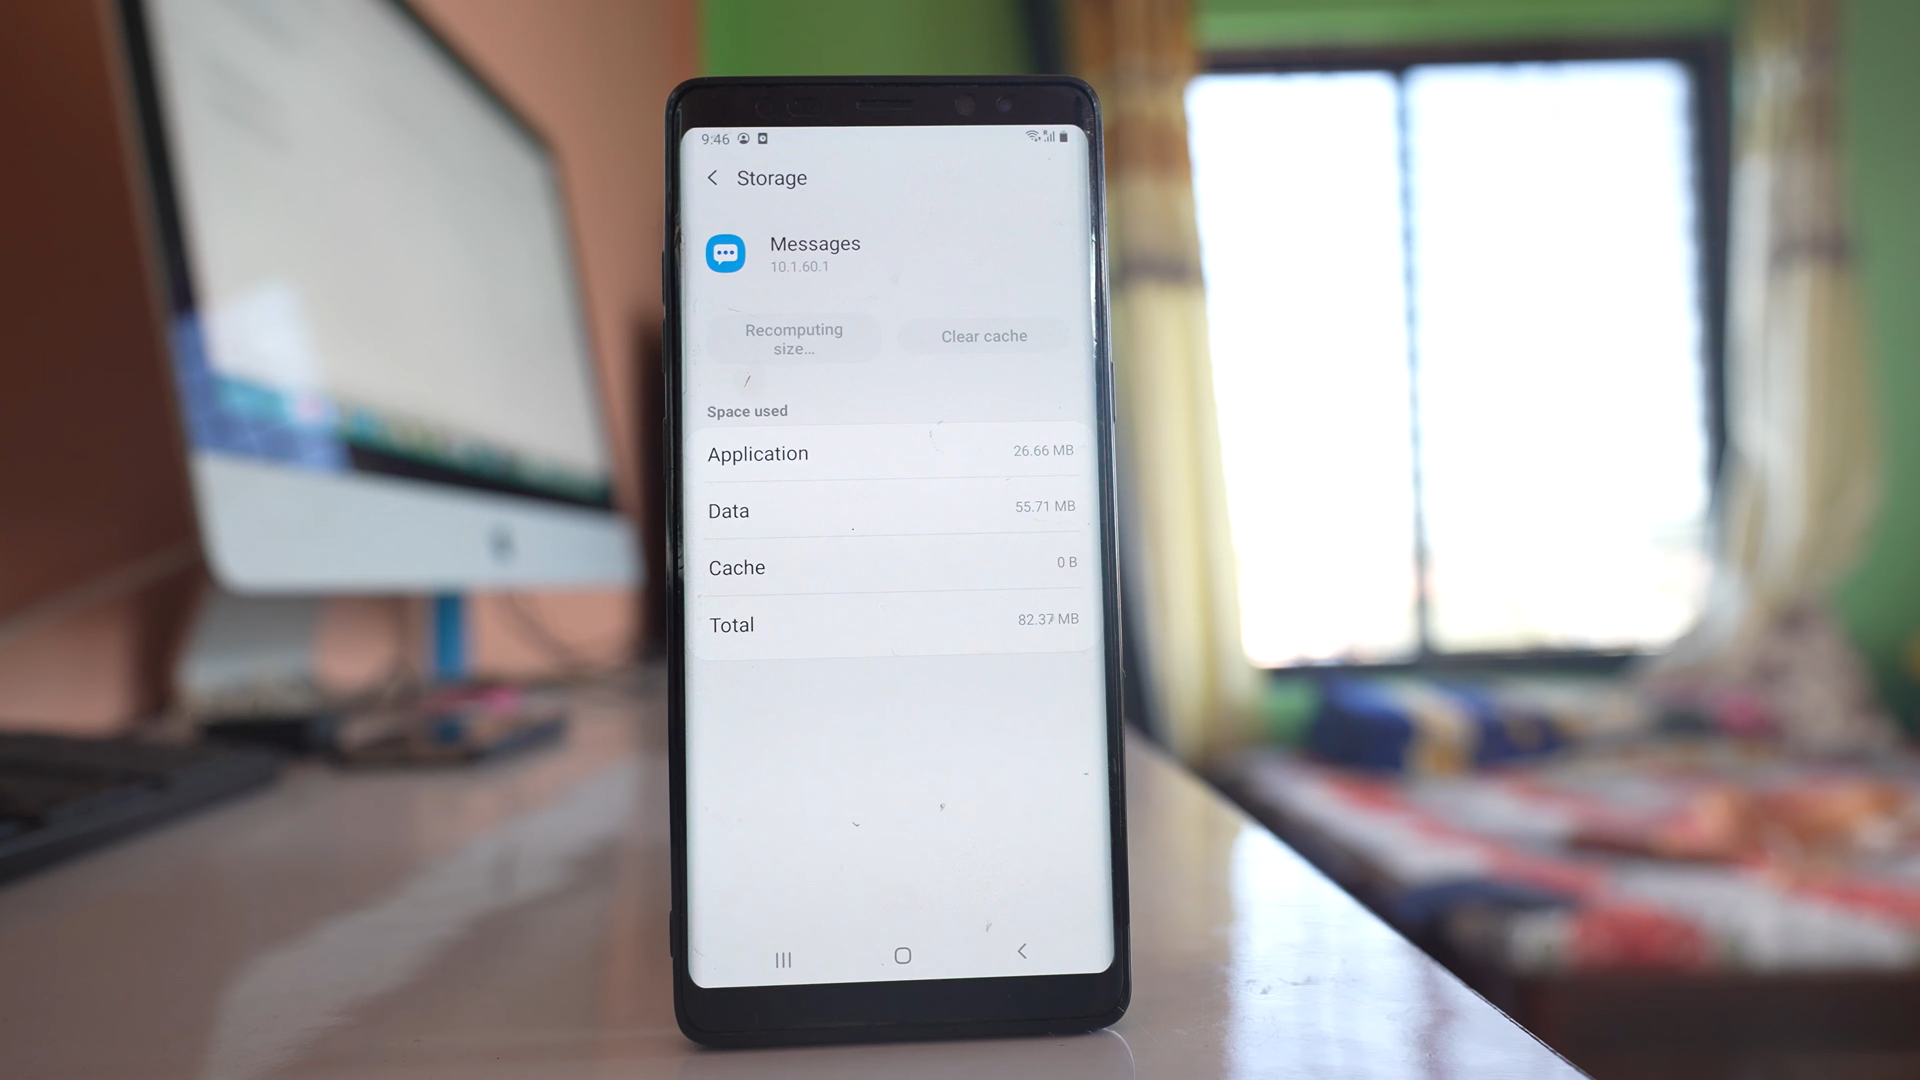 9:46
Storage
Messages
10.1.60.1
Recomputing
size...
Clear cache
Space used
Application 26.66 MB
Data 55.71 MB
Cache 0 B
Total 82.37 MB